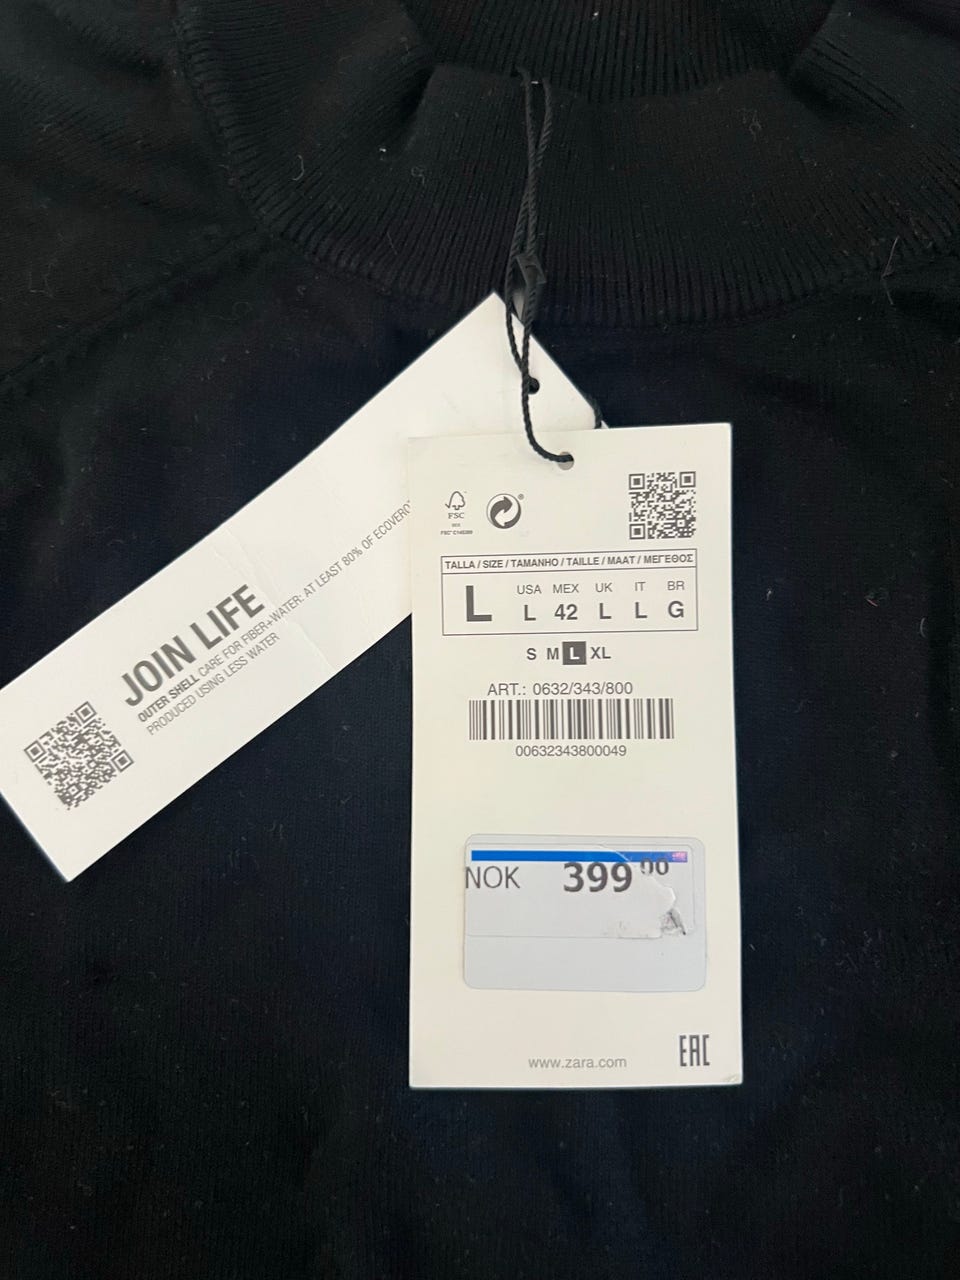 JOIN LIFE
OUTER SHELL CARE FOR FIBER+WATER: AT LEAST 80% OF ECOVERO
PRODUCED USING LESS WATER
FSC
TALLA / SIZE / TAMANHO / TAILLE / MAAT / ΜΕΓΕΘΟΣ
L USA MEX UK IT BR
L 42 L L G
S M L XL
ART.: 0632/343/800
00632343800049
NOK 399 00
www.zara.com
EAC